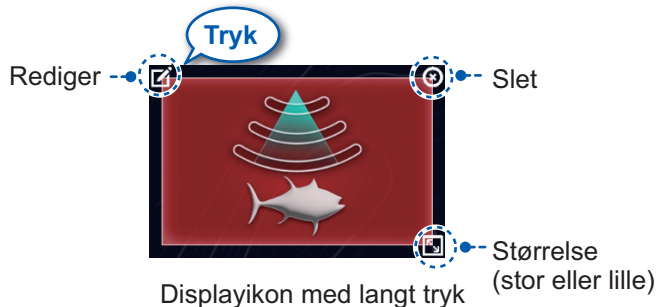 Tryk
Rediger
Slet
Størrelse
(stor eller lille)
Displayikon med langt tryk